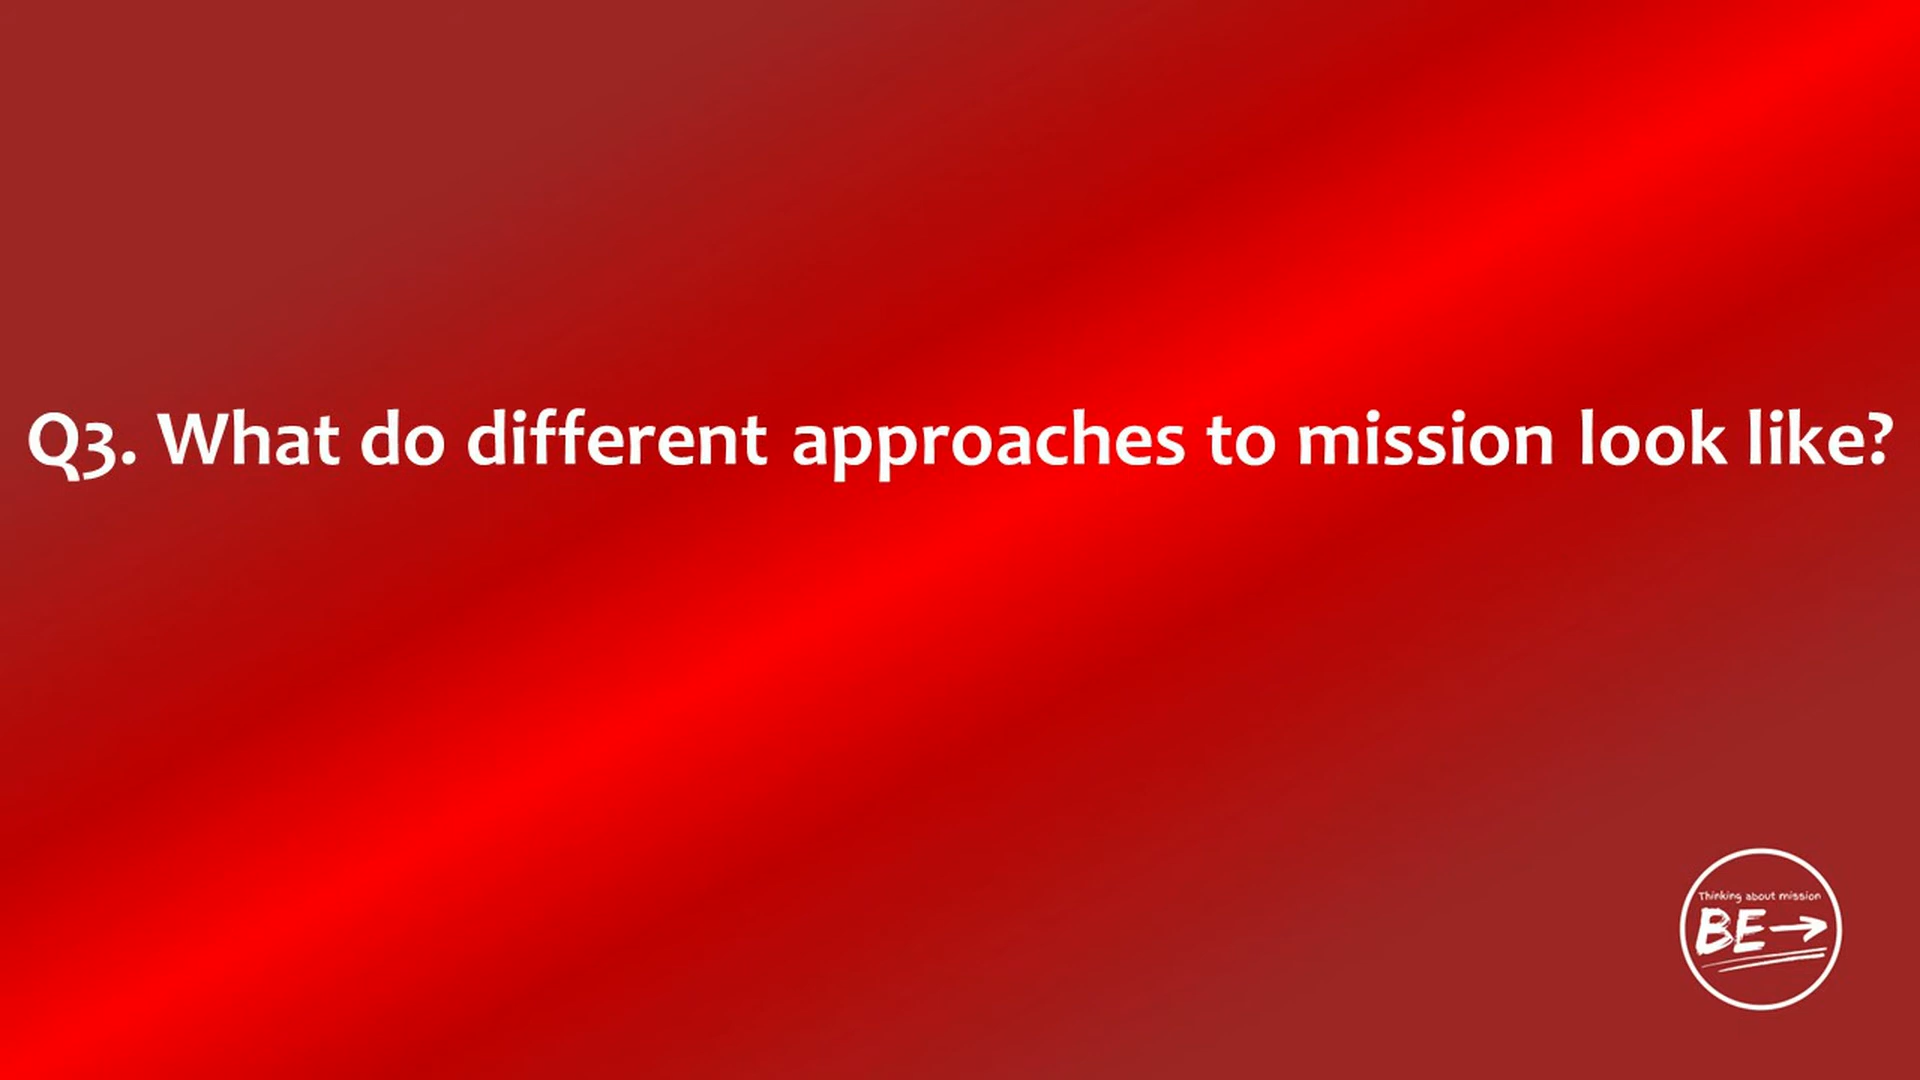 Q3. What do different approaches to mission look like?
Thinking about mission
BE